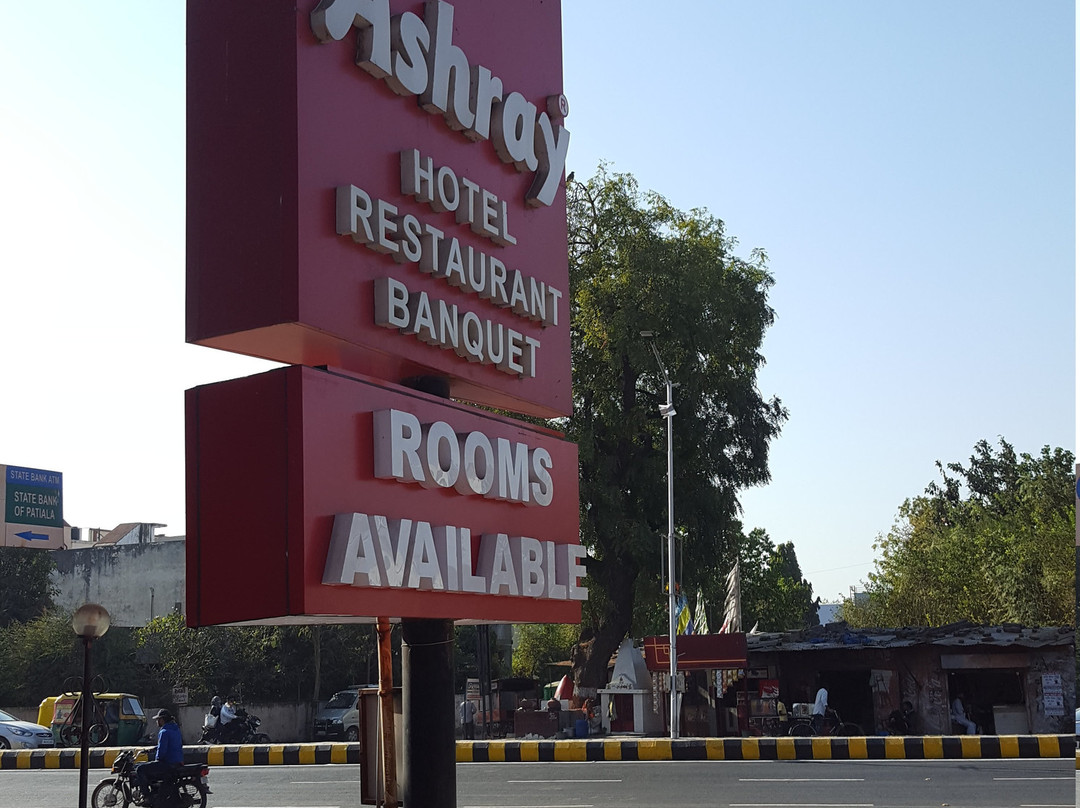 Ashray®
HOTEL
RESTAURANT
BANQUET
ROOMS
AVAILABLE
STATE BANK ATM
STATE BANK
OF PATIALA